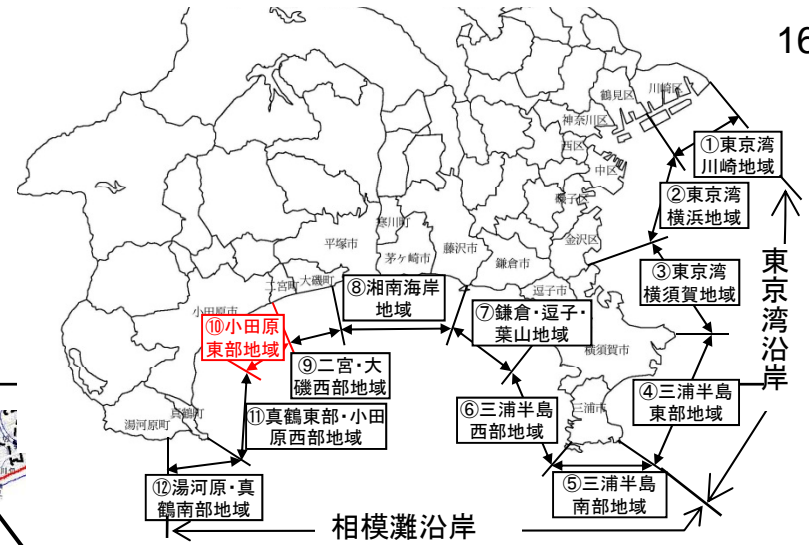 16
川崎区
鶴見区
神奈川区
西区
中区
磯子区
金沢区
①東京湾
川崎地域
②東京湾
横浜地域
③東京湾
横須賀地域
東京湾沿岸
寒川町
平塚市
茅ヶ崎市
藤沢市
鎌倉市
逗子市
大磯町
二宮町
小田原市
⑧湘南海岸
地域
⑦鎌倉・逗子・
葉山地域
横須賀市
⑩小田原
東部地域
⑨二宮・大
磯西部地域
④三浦半島
東部地域
三浦市
⑥三浦半島
西部地域
真鶴町
湯河原町
⑪真鶴東部・小田
原西部地域
⑫湯河原・真
鶴南部地域
⑤三浦半島
南部地域
相模灘沿岸